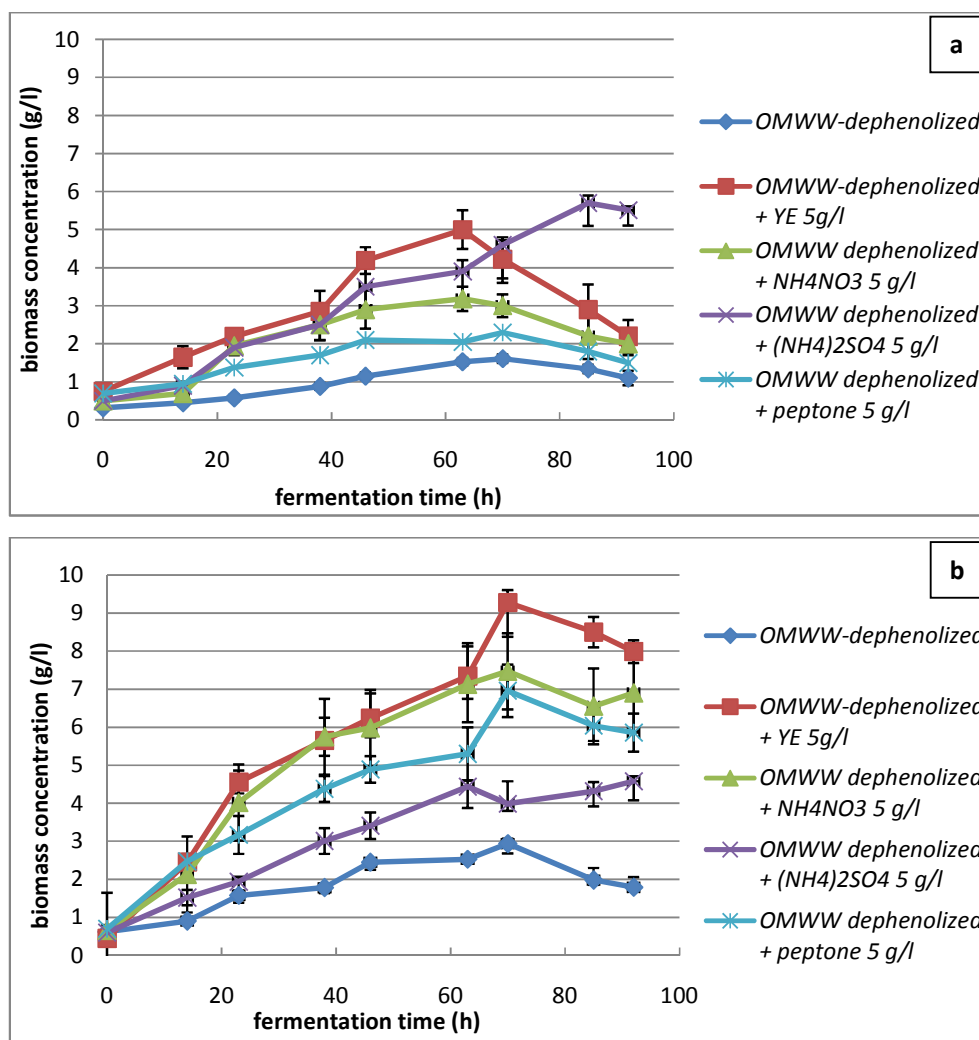 a
10
9
8
7
6
5
4
3
2
1
0
biomass concentration (g/l)
0 20 40 60 80 100
fermentation time (h)
OMWW-dephenolized
OMWW-dephenolized
+ YE 5g/l
OMWW dephenolized
+ NH4NO3 5 g/l
OMWW dephenolized
+ (NH4)2SO4 5 g/l
OMWW dephenolized
+ peptone 5 g/l
b
10
9
8
7
6
5
4
3
2
1
0
biomass concentration (g/l)
0 20 40 60 80 100
fermentation time (h)
OMWW-dephenolized
OMWW-dephenolized
+ YE 5g/l
OMWW dephenolized
+ NH4NO3 5 g/l
OMWW dephenolized
+ (NH4)2SO4 5 g/l
OMWW dephenolized
+ peptone 5 g/l